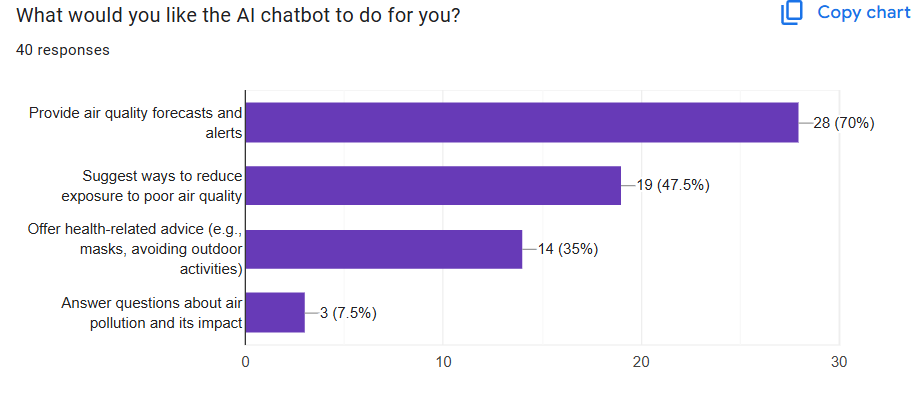 What would you like the AI chatbot to do for you?
Copy chart
40 responses
Provide air quality forecasts and
alerts
28 (70%)
Suggest ways to reduce
exposure to poor air quality
19 (47.5%)
Offer health-related advice (e.g.,
masks, avoiding outdoor
activities)
14 (35%)
Answer questions about air
pollution and its impact
3 (7.5%)
0
10
20
30